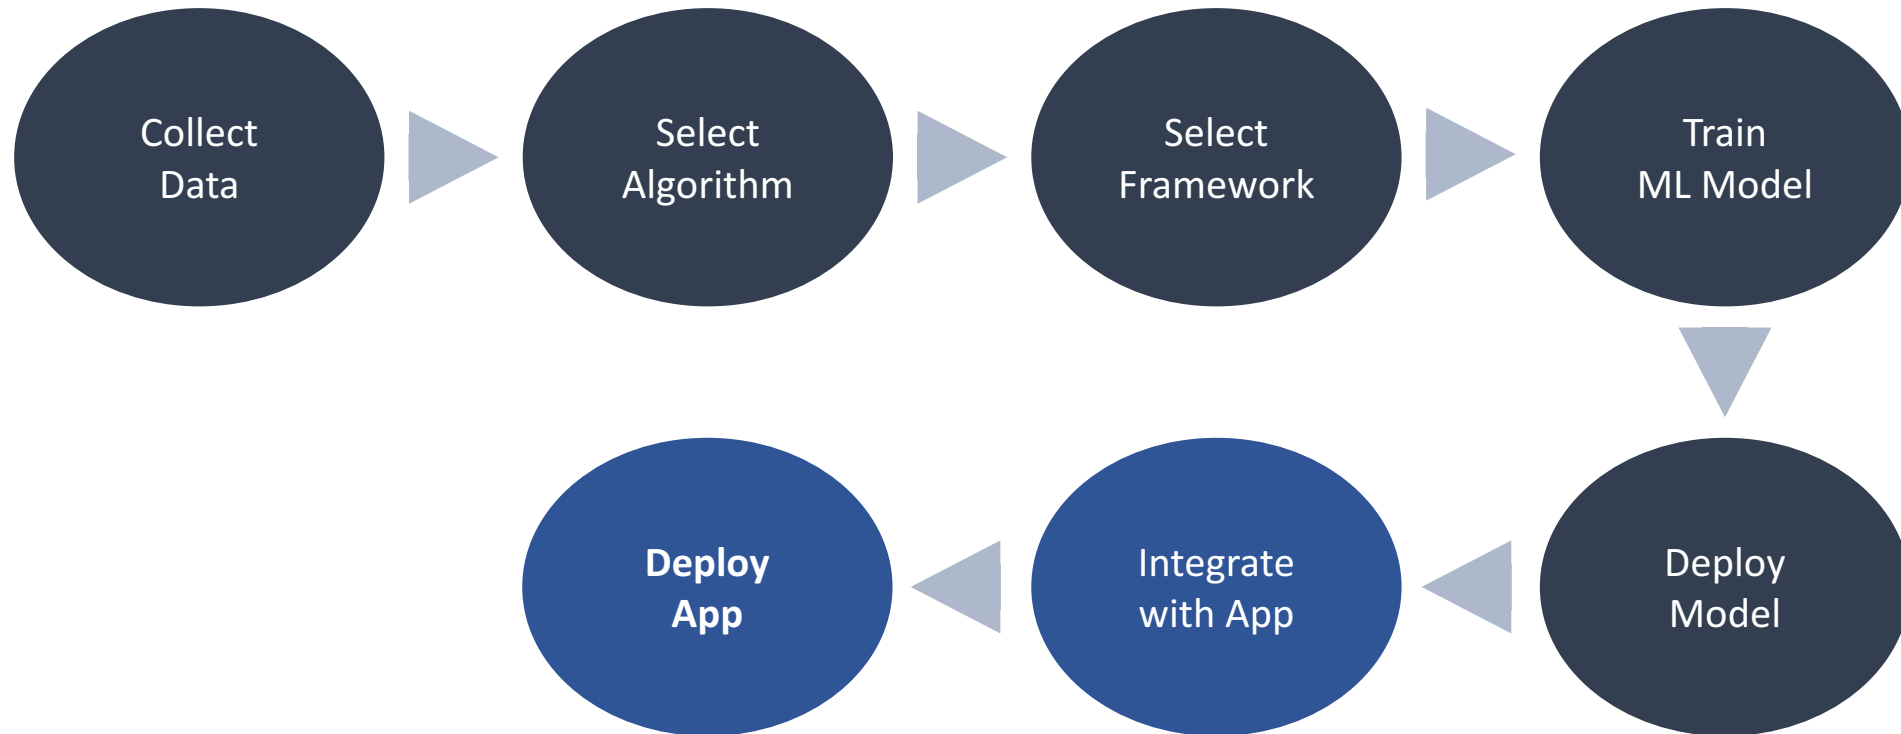 Collect
Data
Select
Algorithm
Select
Framework
Train
ML Model
Deploy
Model
Integrate
with App
Deploy
App